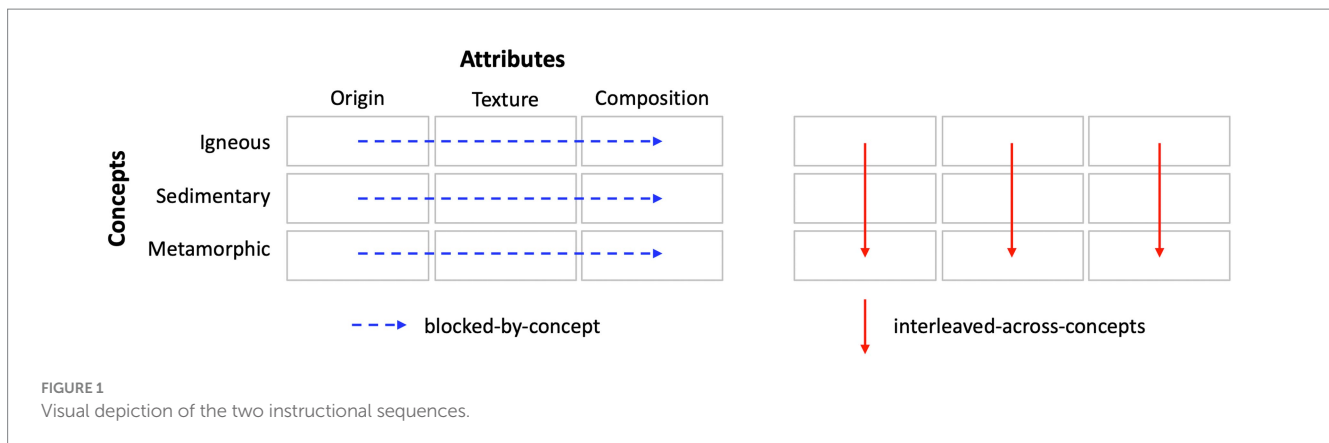 Attributes
Origin Texture Composition
Concepts
Igneous
Sedimentary
Metamorphic
blocked-by-concept
interleaved-across-concepts
FIGURE 1
Visual depiction of the two instructional sequences.